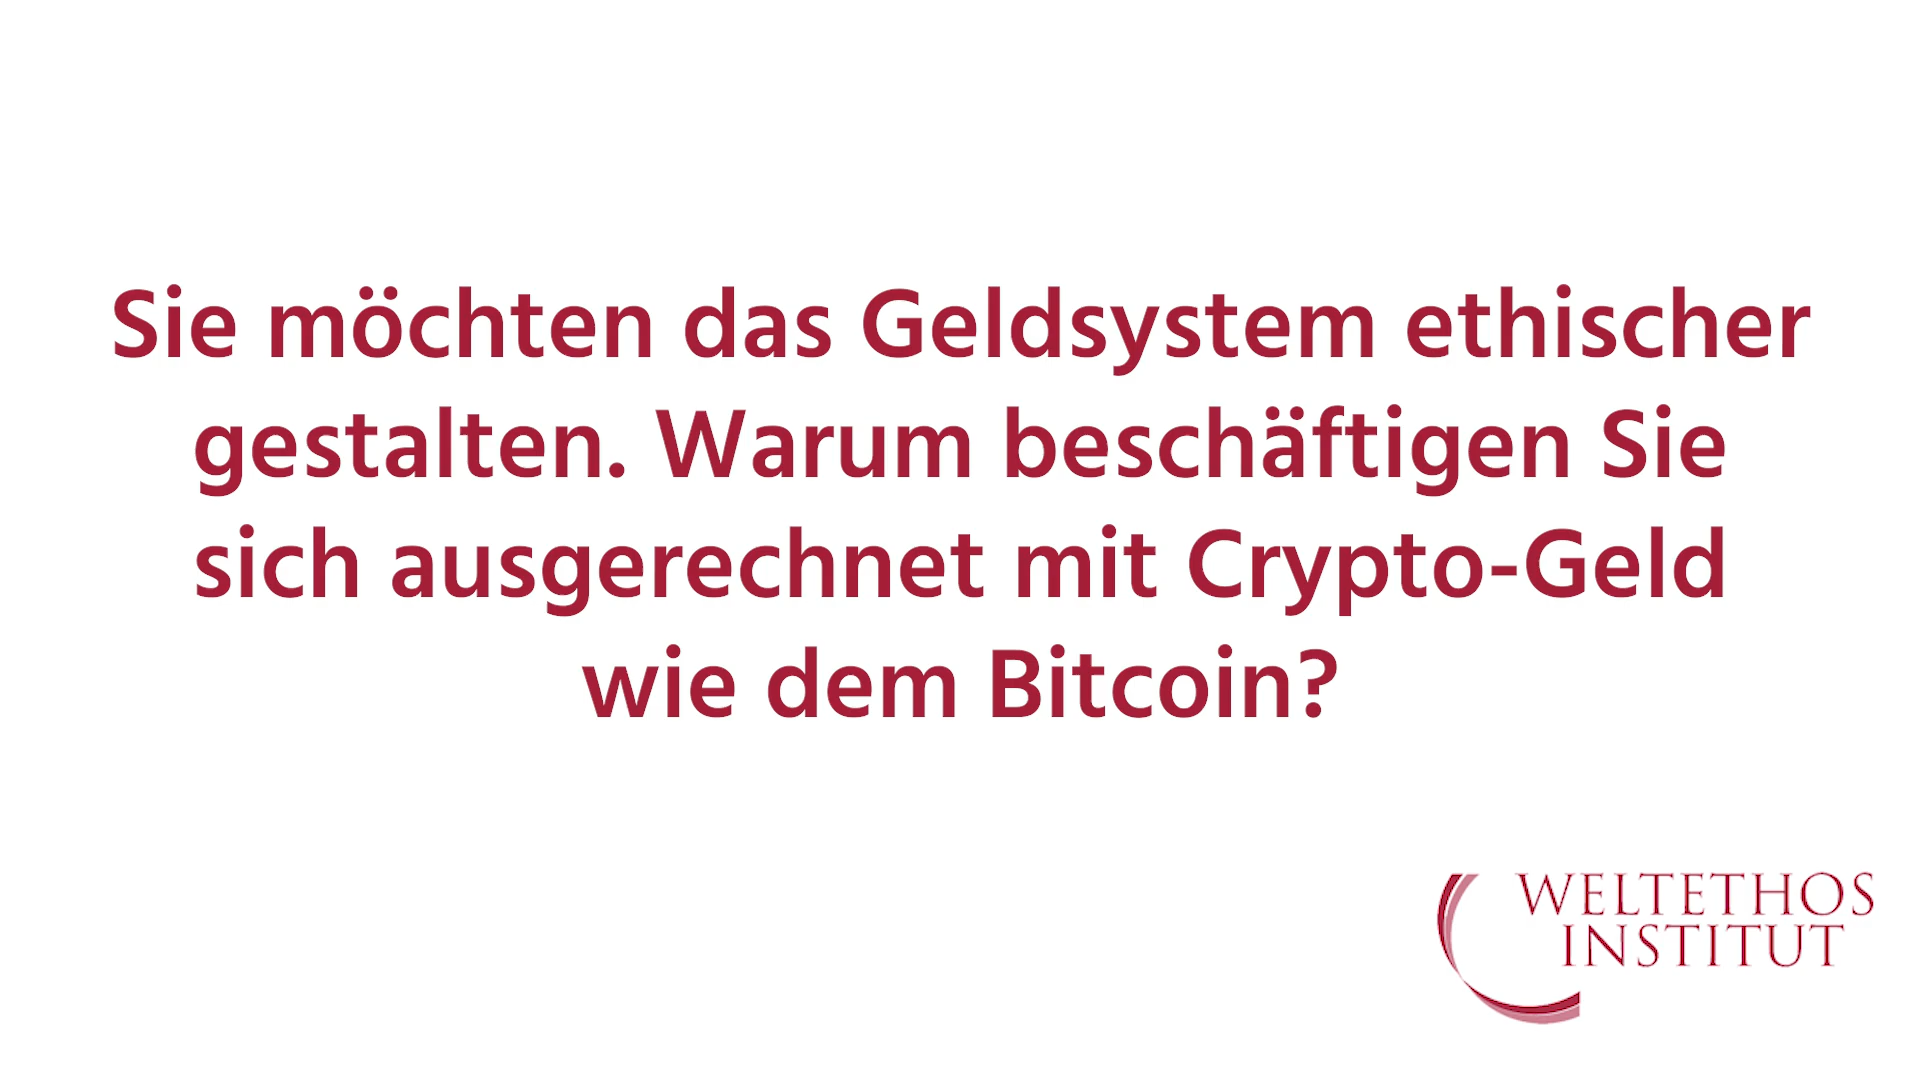 Sie möchten das Geldsystem ethischer
gestalten. Warum beschäftigen Sie
sich ausgerechnet mit Crypto-Geld
wie dem Bitcoin?
WELTETHOS
INSTITUT